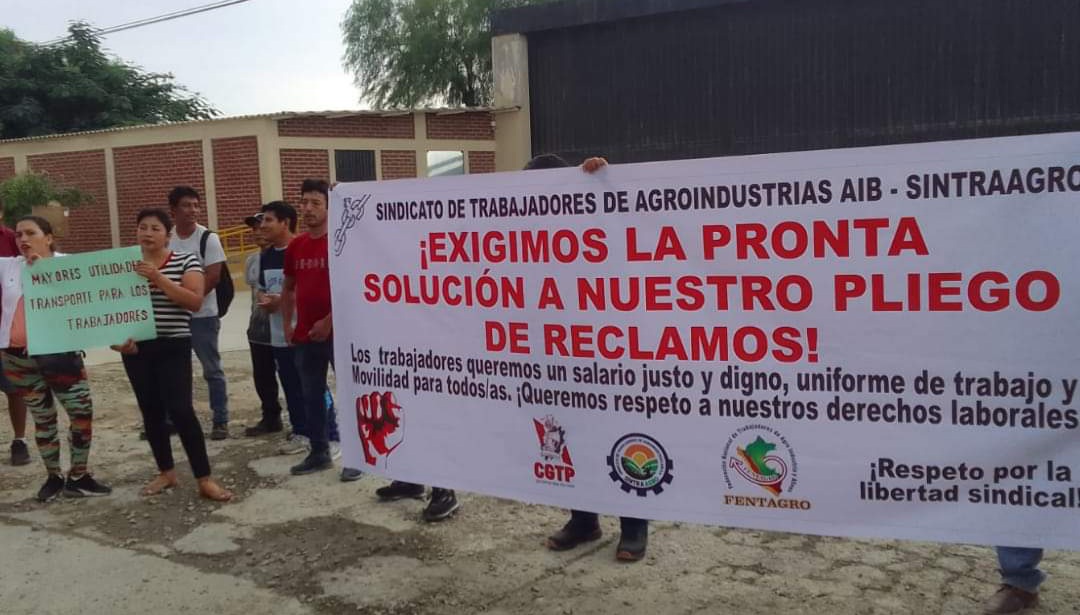 MAYORES UTILIDADES
TRANSPORTE PARA LOS
TRABAJADORES
SINDICATO DE TRABAJADORES DE AGROINDUSTRIAS AIB - SINTRAAGRO
¡EXIGIMOS LA PRONTA
SOLUCIÓN A NUESTRO PLIEGO
DE RECLAMOS!
Los trabajadores queremos un salario justo y digno, uniforme de trabajo y
Movilidad para todos/as. ¡Queremos respeto a nuestros derechos laborales
CGTP
FENTAGRO
¡Respeto por la
libertad sindical!